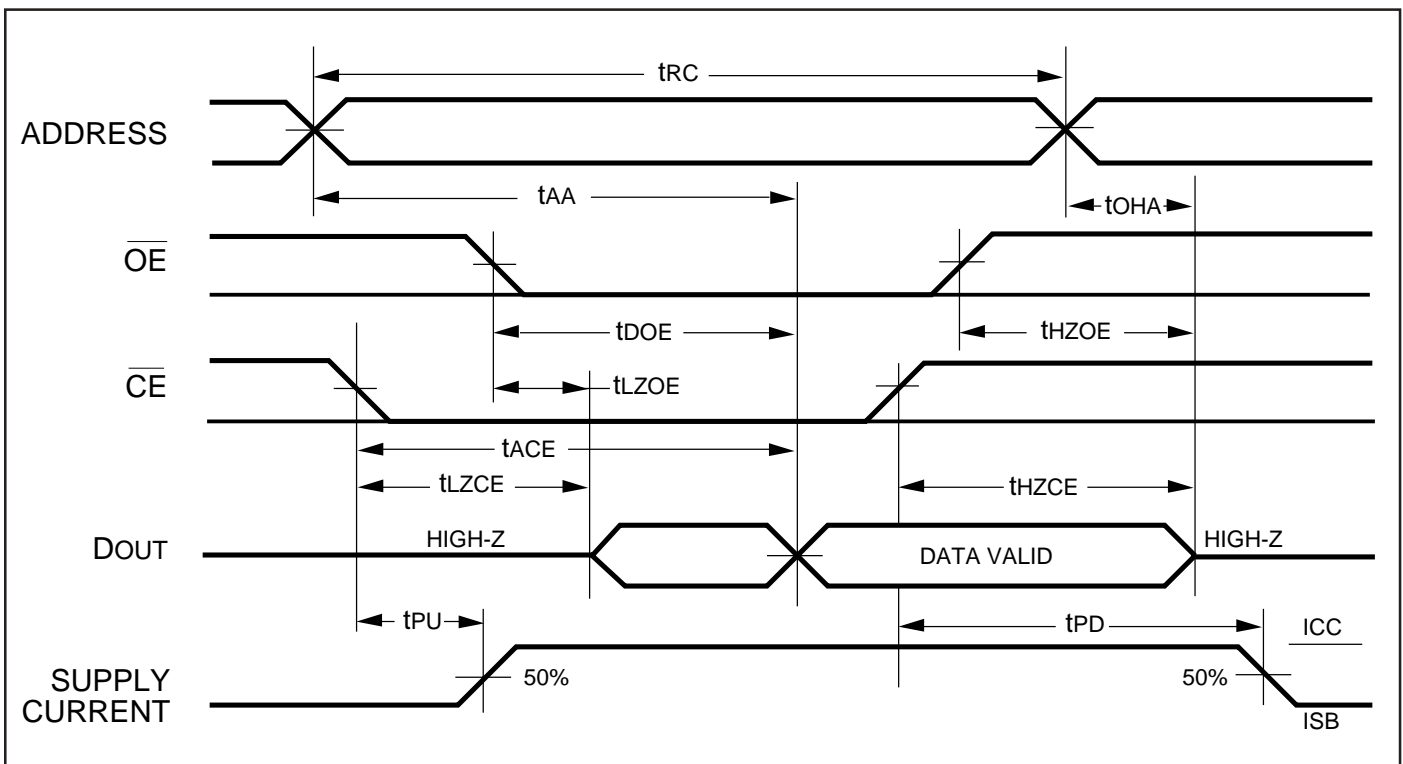 tRC
ADDRESS
tAA
tOHA
OE
tDOE
tHZOE
CE
tLZOE
tACE
tLZCE
tHZCE
DOUT
HIGH-Z
DATA VALID
HIGH-Z
tPU
tPD
ICC
SUPPLY
CURRENT
50%
50%
ISB